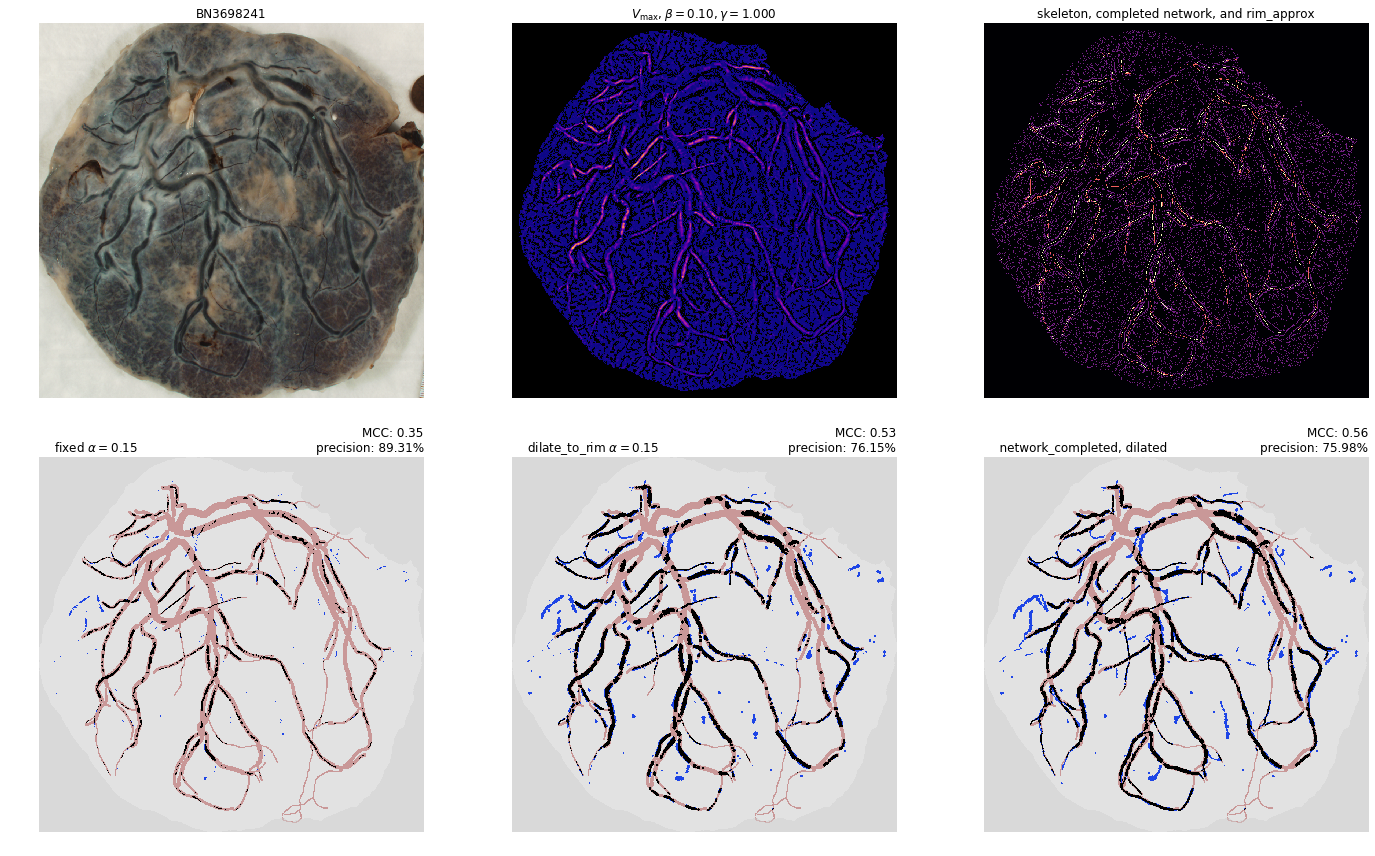 BN3698241
V_max, β = 0.10, γ = 1.000
skeleton, completed network, and rim_approx
fixed α = 0.15
MCC: 0.35
precision: 89.31%
dilate_to_rim α = 0.15
MCC: 0.53
precision: 76.15%
network_completed, dilated
MCC: 0.56
precision: 75.98%